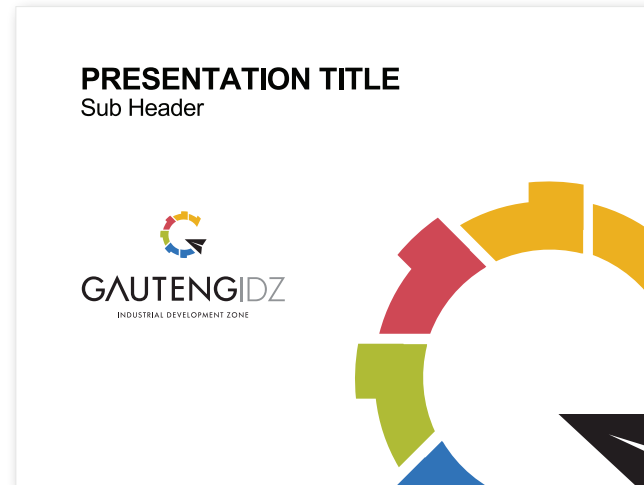 PRESENTATION TITLE
Sub Header
GAUTENGIDZ
INDUSTRIAL DEVELOPMENT ZONE